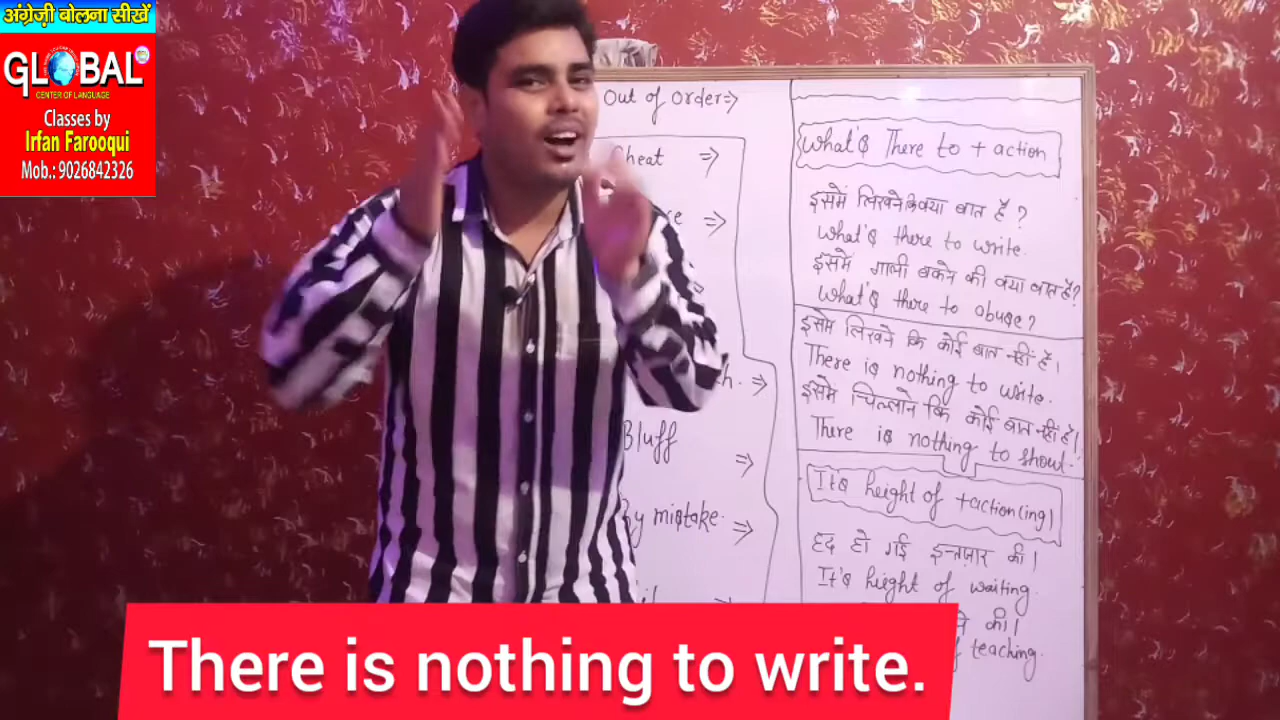 अंग्रेज़ी बोलना सीखें
GLOBAL
CENTER OF LANGUAGE
Classes by
Irfan Farooqui
Mob.: 9026842326
Out of order⇒
Cheat ⇒
⇒
⇒
Bluff ⇒
By mistake. ⇒
What's There to + action
इसमें लिखने कि क्या बात है ?
What's there to write.
इसमें गाली बकने की क्या बात है?
What's there to abuse?
इसमें लिखने कि कोई बात नहीं है।
There is nothing to write.
इसमें चिल्लाने कि कोई बात नहीं है।
There is nothing to shout.
Its height of +action(ing)
हद हो गई इन्तज़ार की।
It's height of waiting.
की।
teaching.
There is nothing to write.